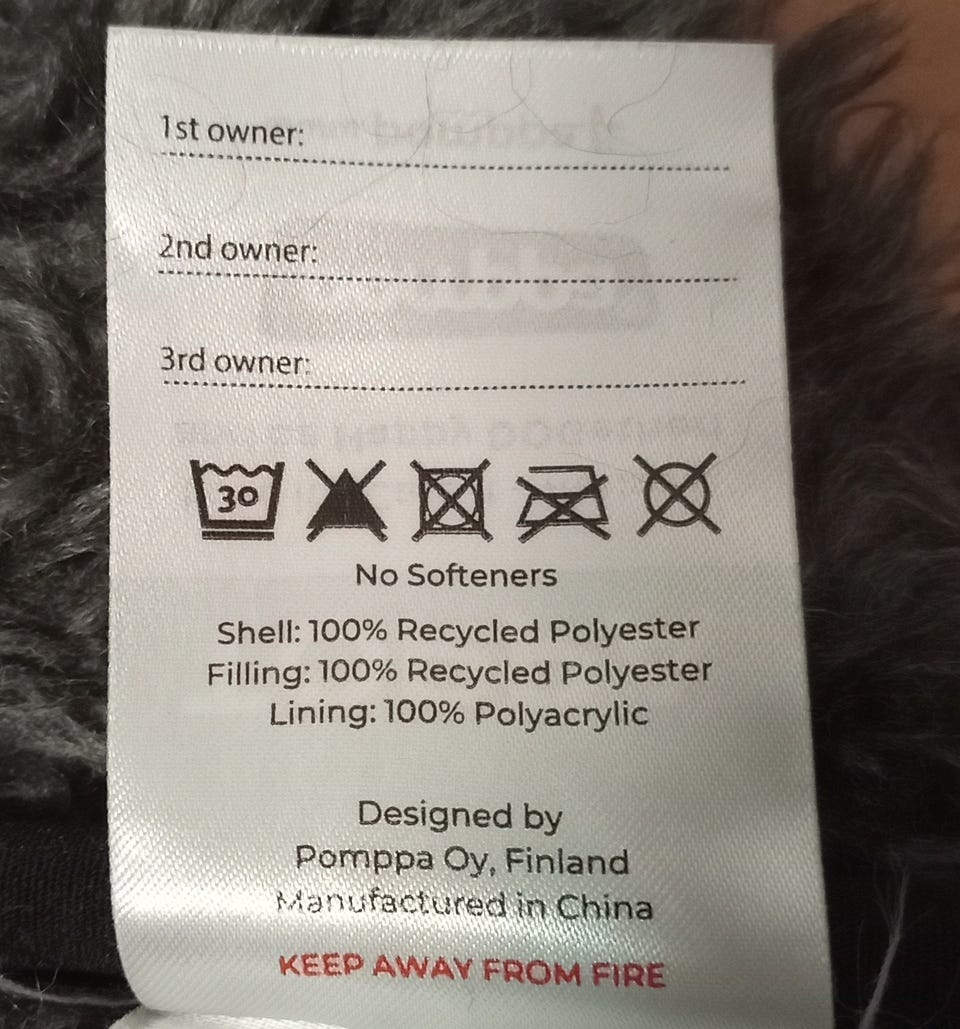 1st owner:
2nd owner:
3rd owner:
30
No Softeners
Shell: 100% Recycled Polyester
Filling: 100% Recycled Polyester
Lining: 100% Polyacrylic
Designed by
Pomppa Oy, Finland
Manufactured in China
KEEP AWAY FROM FIRE